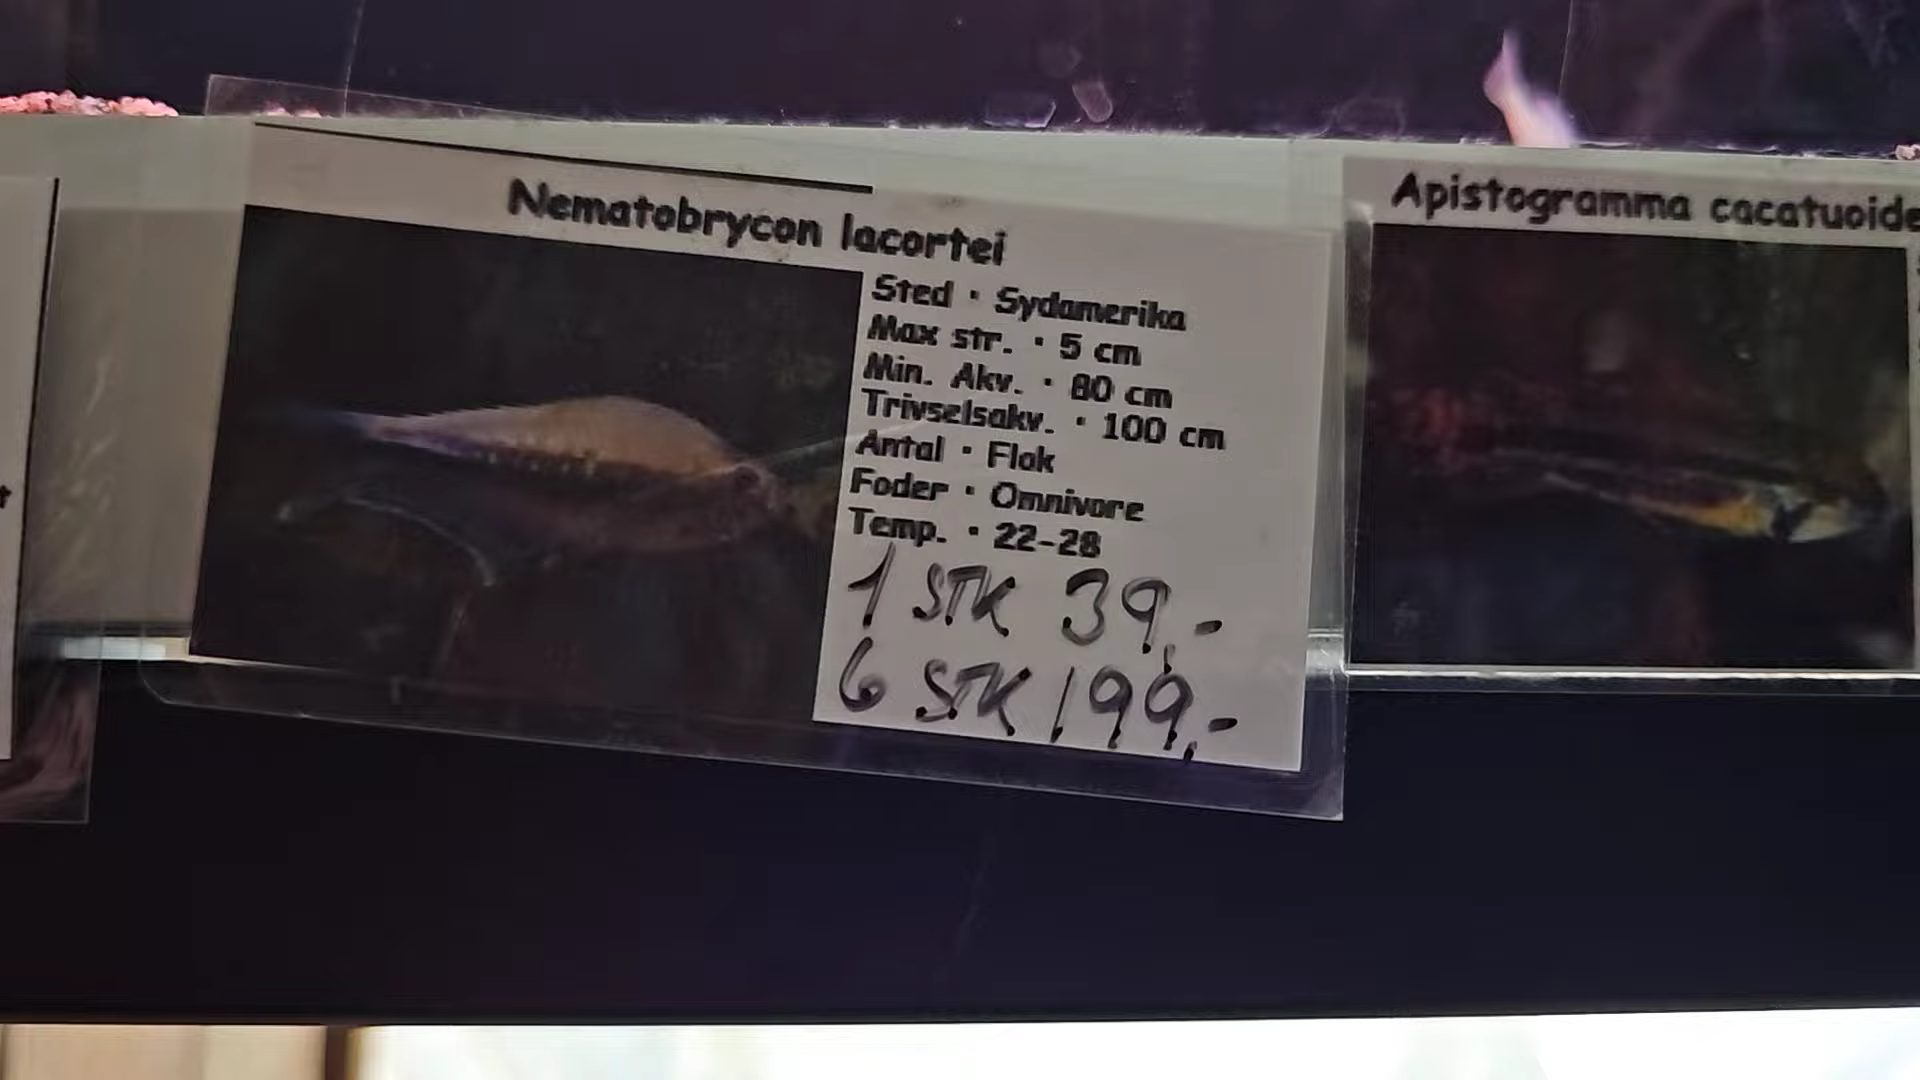 Nematobrycon lacortei
Sted · Sydamerika
Max str. · 5 cm
Min. Akv. · 80 cm
Trivselsakv. · 100 cm
Antal · Flok
Foder · Omnivore
Temp. · 22-28
1 STK 39,-
6 STK 199,-
Apistogramma cacatuoide